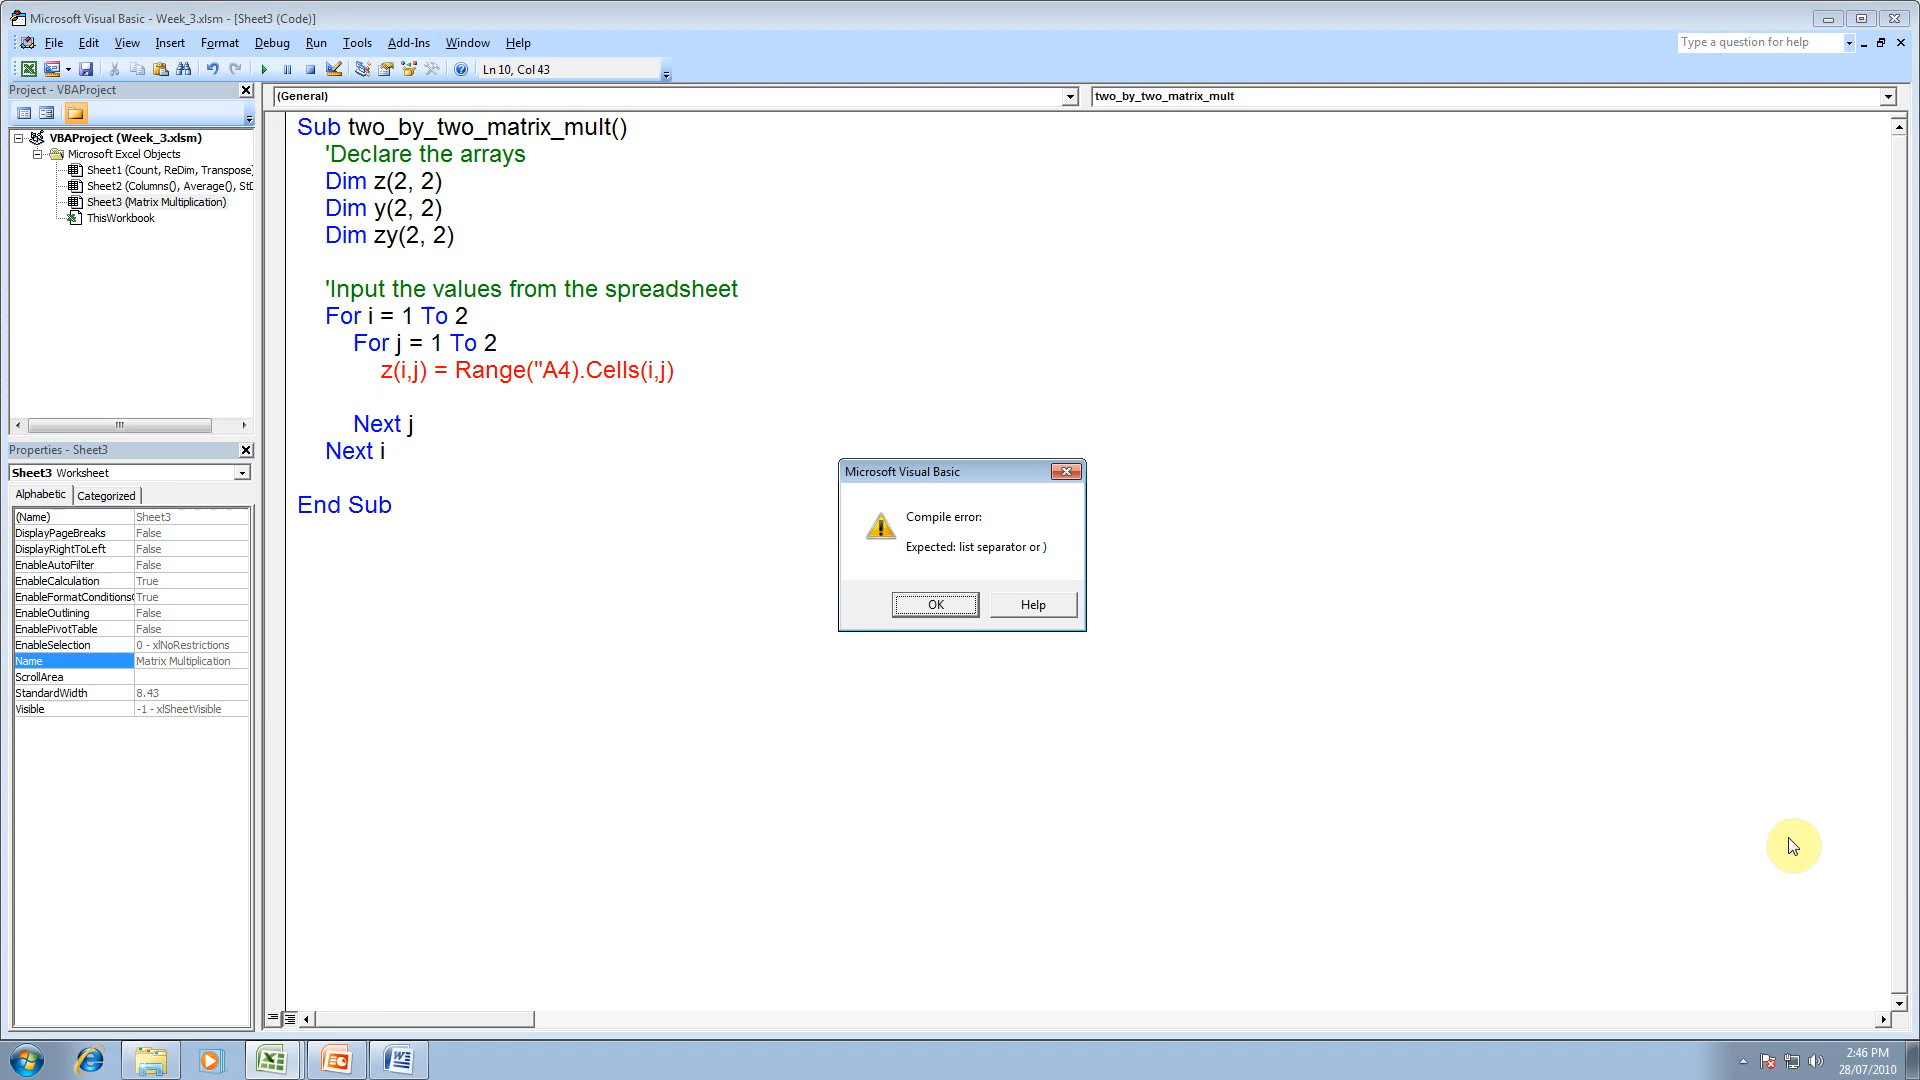 Microsoft Visual Basic - Week_3.xlsm - [Sheet3 (Code)]
File Edit View Insert Format Debug Run Tools Add-Ins Window Help
Type a question for help
Ln 10, Col 43
Project - VBAProject
VBAProject (Week_3.xlsm)
Microsoft Excel Objects
Sheet1 (Count, ReDim, Transpose)
Sheet2 (Columns(), Average(), StD
Sheet3 (Matrix Multiplication)
ThisWorkbook
(General)
two_by_two_matrix_mult
Sub two_by_two_matrix_mult()
'Declare the arrays
Dim z(2, 2)
Dim y(2, 2)
Dim zy(2, 2)
'Input the values from the spreadsheet
For i = 1 To 2
For j = 1 To 2
z(i,j) = Range("A4).Cells(i,j)
Next j
Next i
End Sub
Properties - Sheet3
Sheet3 Worksheet
Alphabetic Categorized
(Name) Sheet3
DisplayPageBreaks False
DisplayRightToLeft False
EnableAutoFilter False
EnableCalculation True
EnableFormatConditionsC True
EnableOutlining False
EnablePivotTable False
EnableSelection 0 - xlNoRestrictions
Name Matrix Multiplication
ScrollArea
StandardWidth 8.43
Visible -1 - xlSheetVisible
Microsoft Visual Basic
Compile error:
Expected: list separator or )
OK Help
2:46 PM
28/07/2010